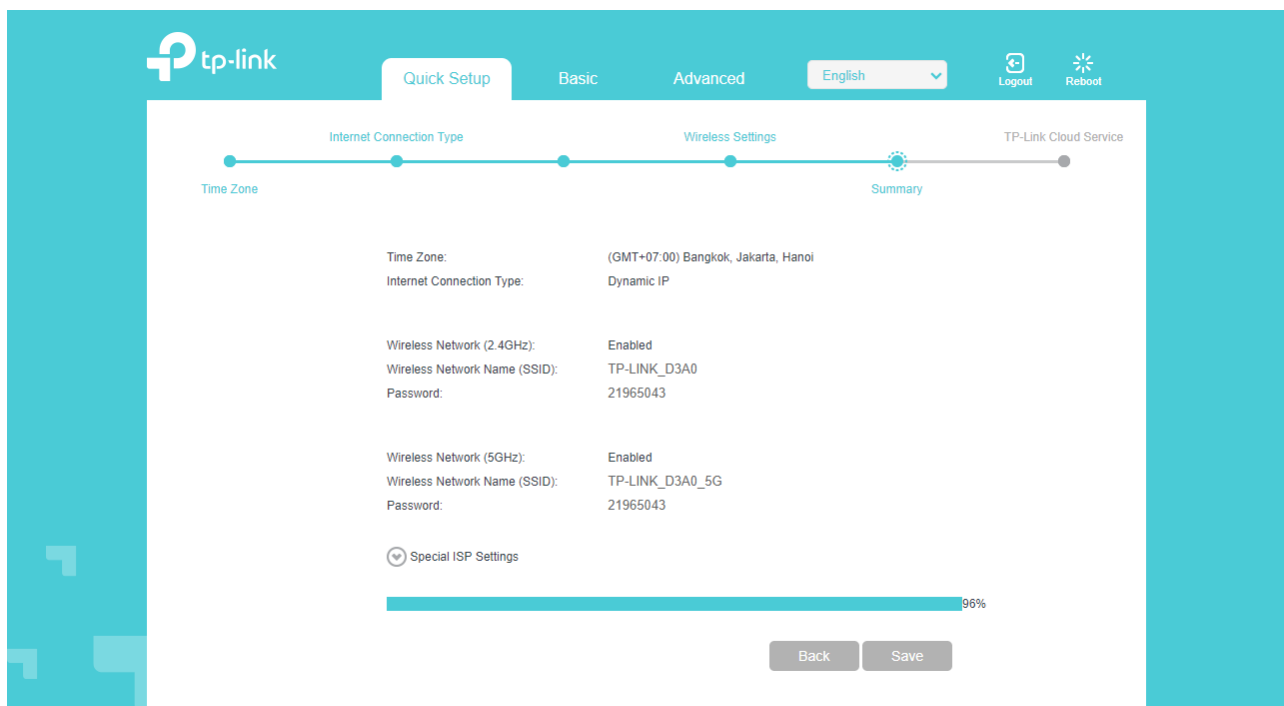 tp-link
Quick Setup Basic Advanced English Logout Reboot
Internet Connection Type Wireless Settings TP-Link Cloud Service
Time Zone Summary
Time Zone: (GMT+07:00) Bangkok, Jakarta, Hanoi
Internet Connection Type: Dynamic IP
Wireless Network (2.4GHz): Enabled
Wireless Network Name (SSID): TP-LINK_D3A0
Password: 21965043
Wireless Network (5GHz): Enabled
Wireless Network Name (SSID): TP-LINK_D3A0_5G
Password: 21965043
Special ISP Settings
96%
Back Save